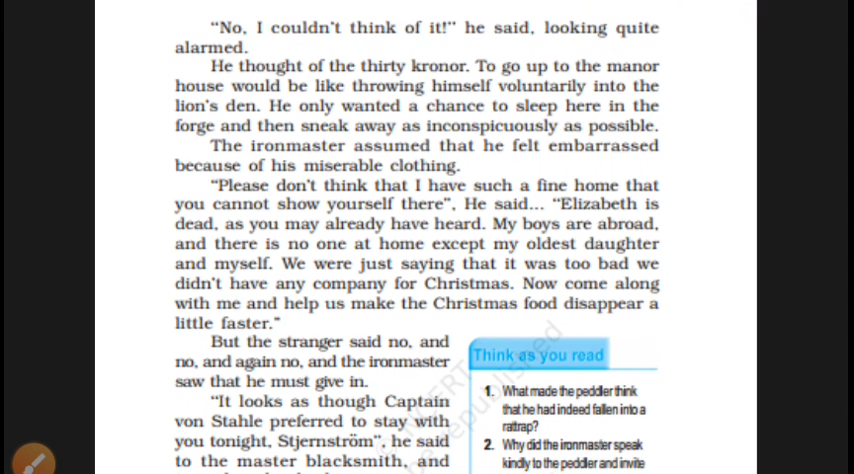 “No, I couldn’t think of it!” he said, looking quite
alarmed.
He thought of the thirty kronor. To go up to the manor
house would be like throwing himself voluntarily into the
lion’s den. He only wanted a chance to sleep here in the
forge and then sneak away as inconspicuously as possible.
The ironmaster assumed that he felt embarrassed
because of his miserable clothing.
“Please don’t think that I have such a fine home that
you cannot show yourself there”, He said... “Elizabeth is
dead, as you may already have heard. My boys are abroad,
and there is no one at home except my oldest daughter
and myself. We were just saying that it was too bad we
didn’t have any company for Christmas. Now come along
with me and help us make the Christmas food disappear a
little faster.”
But the stranger said no, and
no, and again no, and the ironmaster
saw that he must give in.
“It looks as though Captain
von Stahle preferred to stay with
you tonight, Stjernström”, he said
to the master blacksmith, and
Think as you read
1. What made the peddler think
that he had indeed fallen into a
rattrap?
2. Why did the ironmaster speak
kindly to the peddler and invite